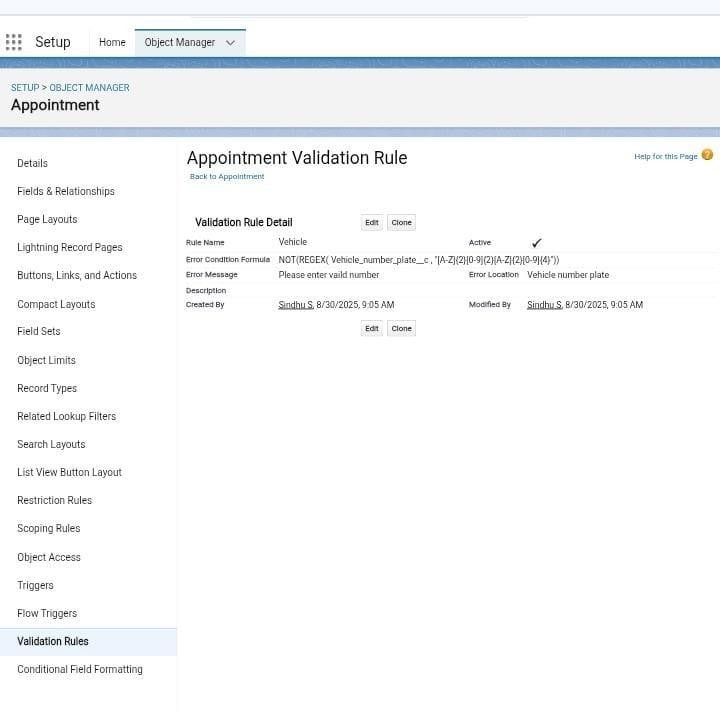 Setup
Home
Object Manager
SETUP > OBJECT MANAGER
Appointment
Details
Fields & Relationships
Page Layouts
Lightning Record Pages
Buttons, Links, and Actions
Compact Layouts
Field Sets
Object Limits
Record Types
Related Lookup Filters
Search Layouts
List View Button Layout
Restriction Rules
Scoping Rules
Object Access
Triggers
Flow Triggers
Validation Rules
Conditional Field Formatting
Appointment Validation Rule
Help for this Page ?
Back to Appointment
Validation Rule Detail Edit Clone
Rule Name Vehicle Active ✓
Error Condition Formula NOT(REGEX( Vehicle_number_plate__c , "[A-Z]{2}[0-9]{2}[A-Z]{2}[0-9]{4}"))
Error Message Please enter vaild number Error Location Vehicle number plate
Description
Created By Sindhu S, 8/30/2025, 9:05 AM Modified By Sindhu S, 8/30/2025, 9:05 AM
Edit Clone